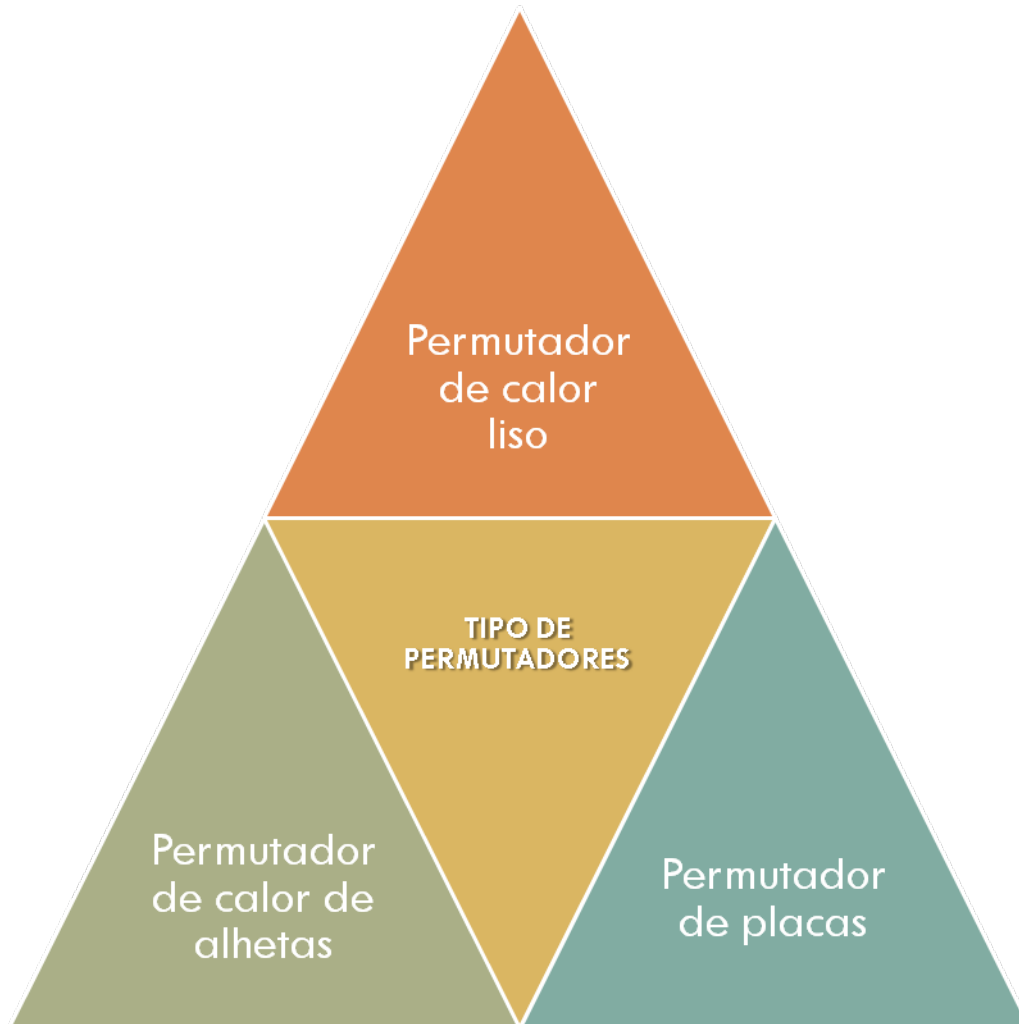 Permutador
de calor
liso
TIPO DE
PERMUTADORES
Permutador
de calor de
alhetas
Permutador
de placas